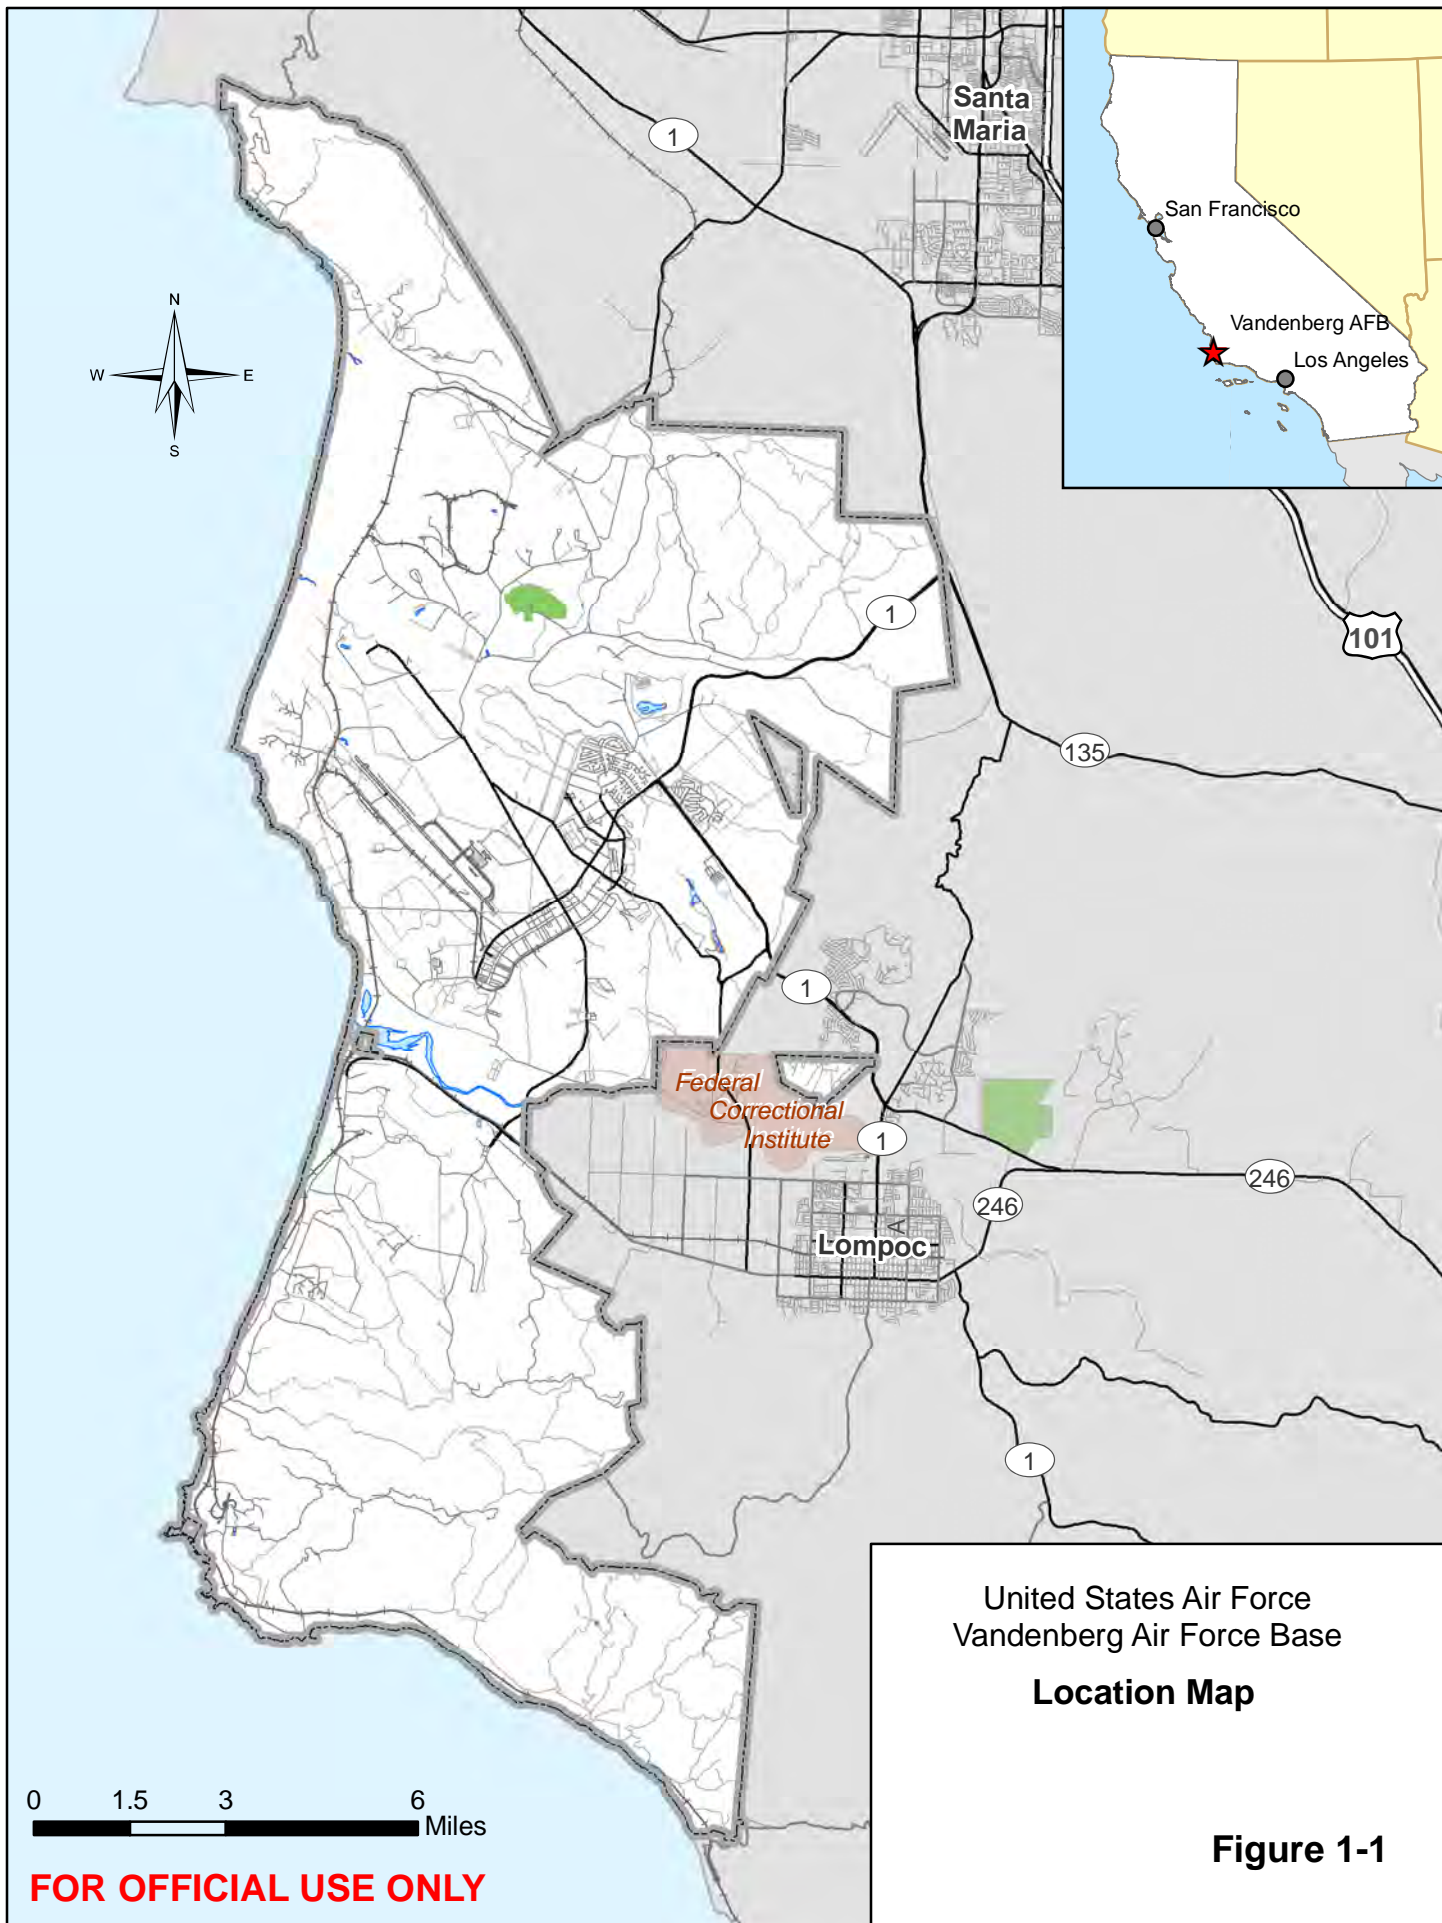 Santa
Maria
1
San Francisco
Vandenberg AFB
Los Angeles
N
W
E
S
1
101
135
1
Federal
Correctional
Institute
1
246
246
A
Lompoc
1
United States Air Force
Vandenberg Air Force Base
Location Map
0 1.5 3 6
Miles
Figure 1-1
FOR OFFICIAL USE ONLY